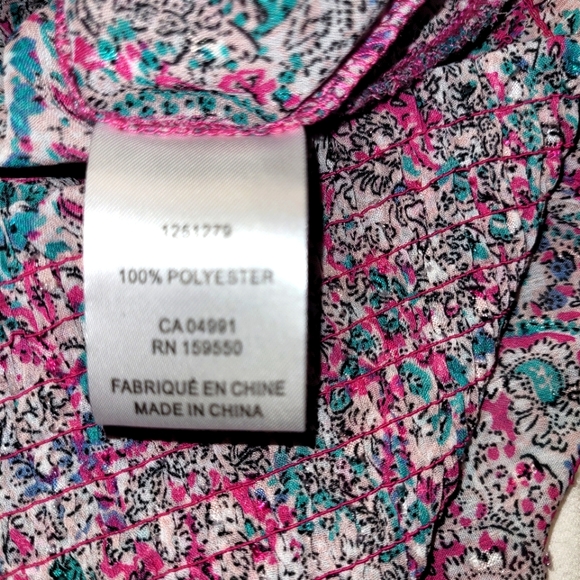 1261279
100% POLYESTER
CA 04991
RN 159550
FABRIQUÉ EN CHINE
MADE IN CHINA